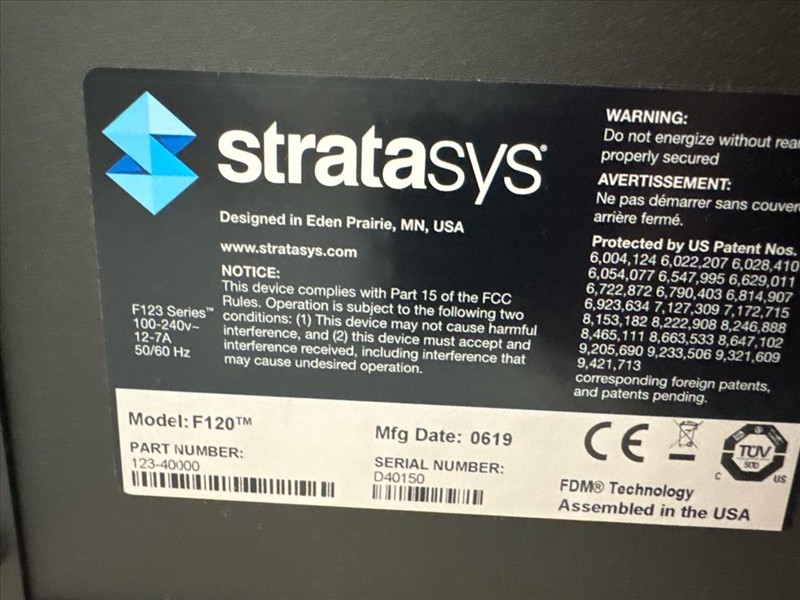 stratasys
Designed in Eden Prairie, MN, USA
www.stratasys.com
NOTICE:
This device complies with Part 15 of the FCC
Rules. Operation is subject to the following two
conditions: (1) This device may not cause harmful
interference, and (2) this device must accept and
interference received, including interference that
may cause undesired operation.
F123 Series™
100-240v~
12-7A
50/60 Hz
WARNING:
Do not energize without
properly secured
AVERTISSEMENT:
Ne pas démarrer sans
arrière fermé.
Protected by US Patent Nos.
6,004,124 6,022,207 6,028,410
6,054,077 6,547,995 6,629,011
6,722,872 6,790,403 6,814,907
6,923,634 7,127,309 7,172,715
8,153,182 8,222,908 8,246,888
8,465,111 8,663,533 8,647,102
9,205,690 9,233,506 9,321,609
9,421,713
corresponding foreign patents,
and patents pending.
Model: F120™
PART NUMBER:
123-40000
Mfg Date: 0619
SERIAL NUMBER:
D40150
CE
TÜV
SÜD
C US
FDM® Technology
Assembled in the USA